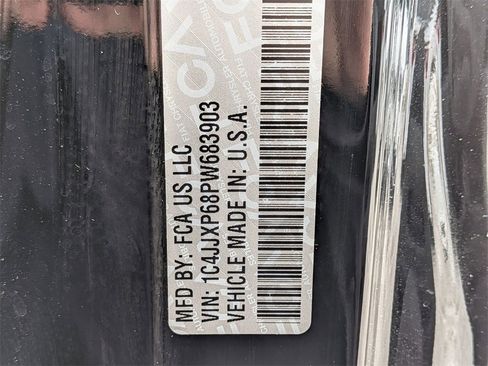 MFD BY: FCA US LLC
VIN: 1C4JJXP68PW683903
VEHICLE MADE IN: U.S.A.